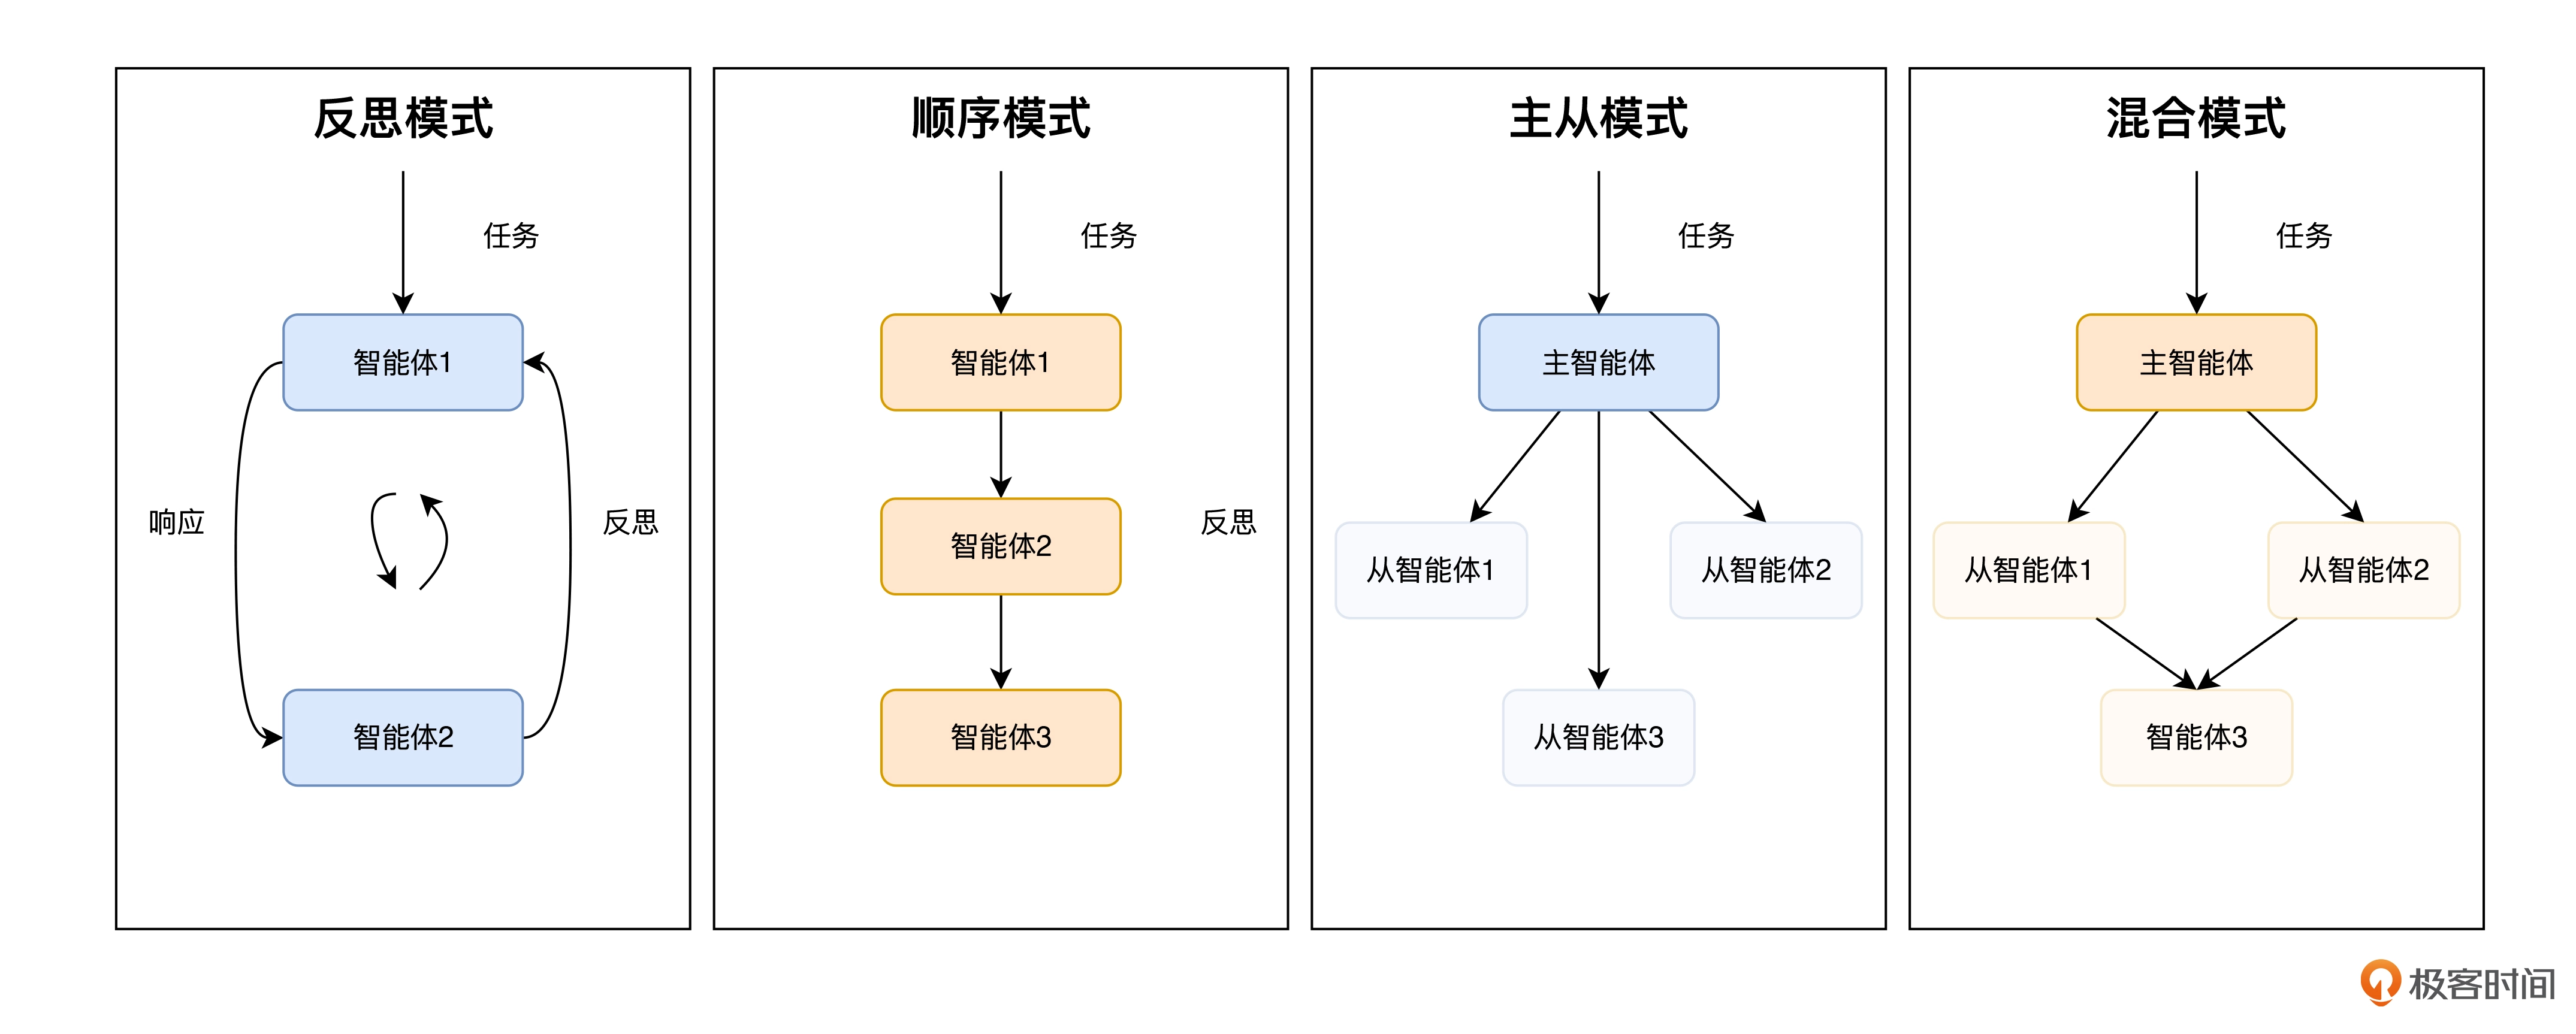 反思模式
任务
智能体1
响应
反思
智能体2
顺序模式
任务
智能体1
智能体2
反思
智能体3
主从模式
任务
主智能体
从智能体1
从智能体2
从智能体3
混合模式
任务
主智能体
从智能体1
从智能体2
智能体3
极客时间